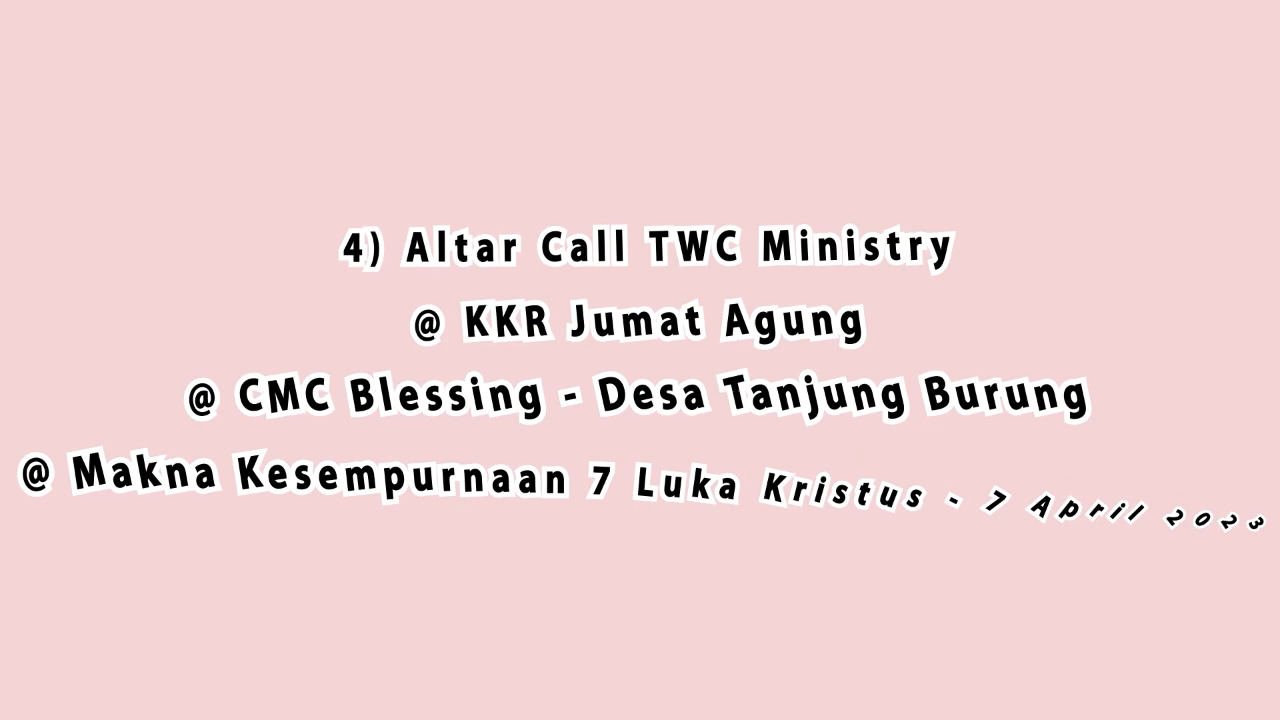 4) Altar Call TWC Ministry
@ KKR Jumat Agung
@ CMC Blessing - Desa Tanjung Burung
@ Makna Kesempurnaan 7 Luka Kristus - 7 April 2023